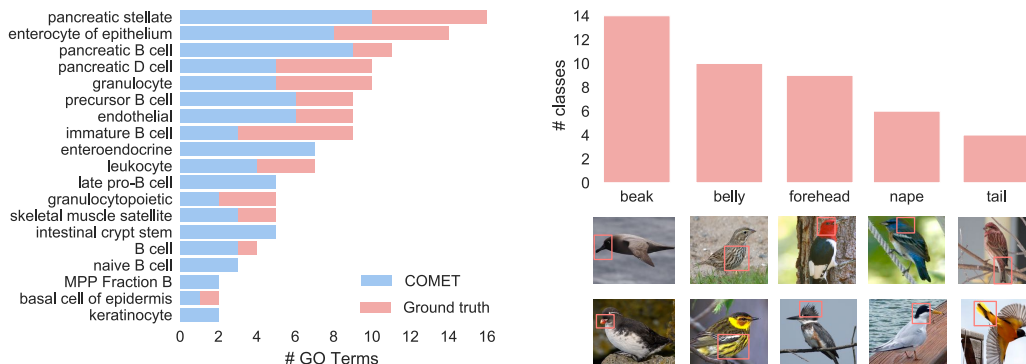 pancreatic stellate
enterocyte of epithelium
pancreatic B cell
pancreatic D cell
granulocyte
precursor B cell
endothelial
immature B cell
enteroendocrine
leukocyte
late pro-B cell
granulocytopoietic
skeletal muscle satellite
intestinal crypt stem
B cell
naive B cell
MPP Fraction B
basal cell of epidermis
keratinocyte
0 2 4 6 8 10 12 14 16
# GO Terms
COMET
Ground truth
# classes
14
12
10
8
6
4
2
0
beak belly forehead nape tail